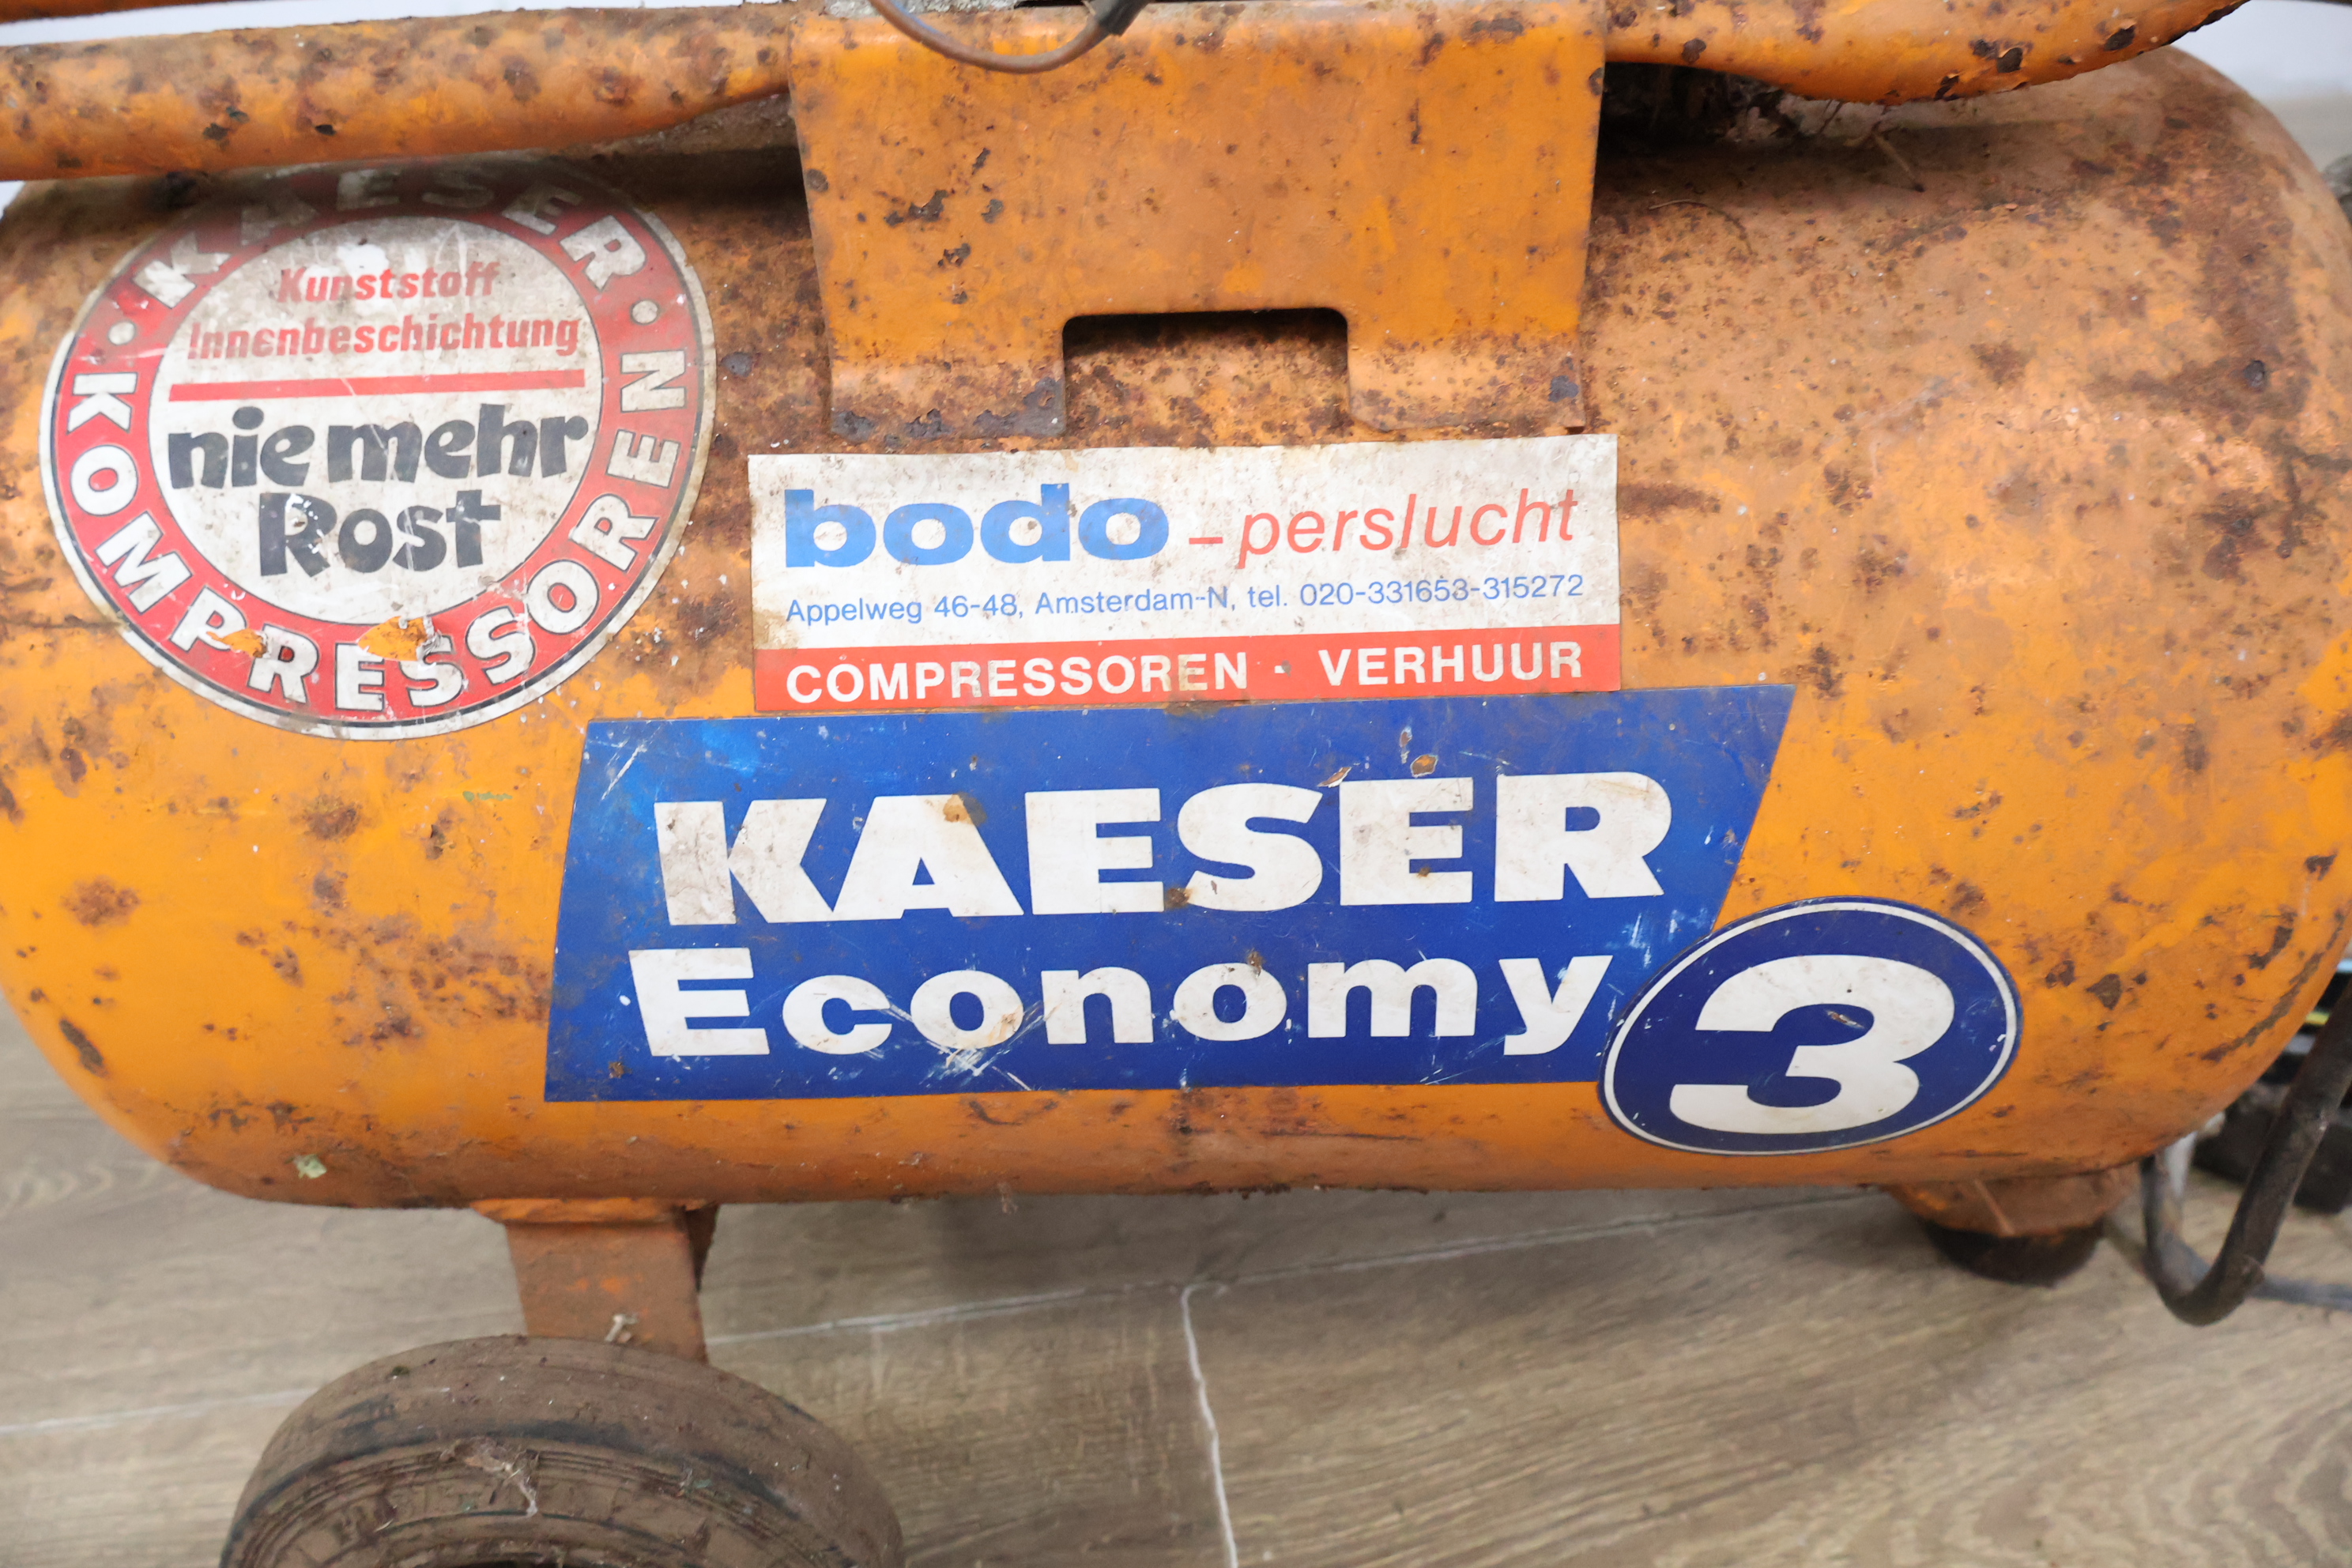 KAESER
Kunststoff
Innenbeschichtung
nie mehr
Rost
KOMPRESSOREN
bodo - perslucht
Appelweg 46-48, Amsterdam-N, tel. 020-331653-315272
COMPRESSOREN · VERHUUR
KAESER
Economy
3